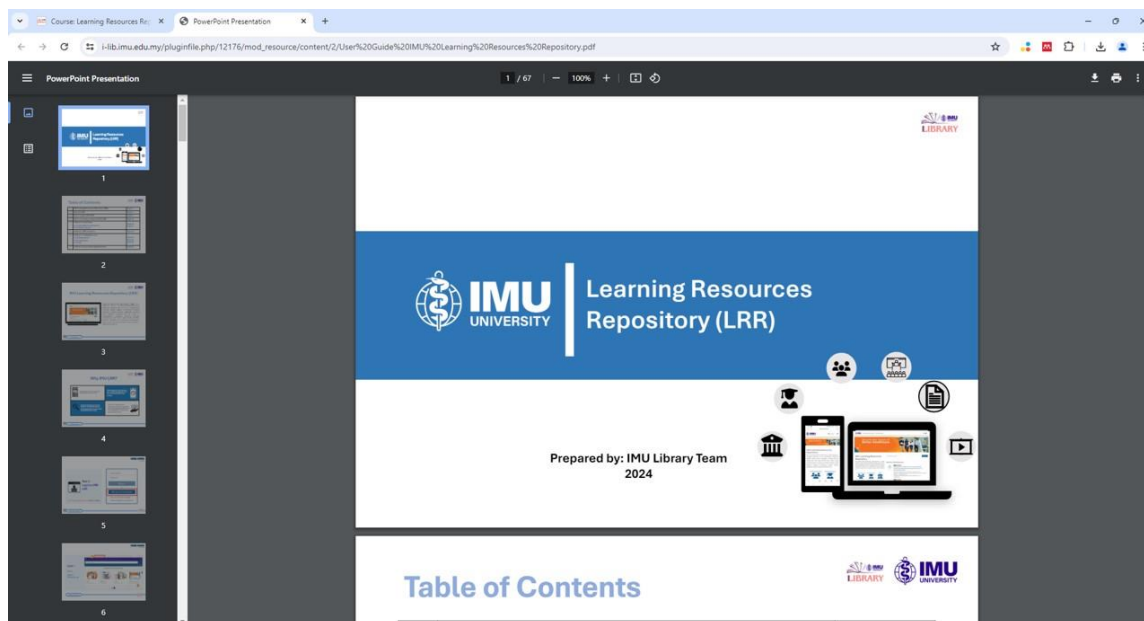 Course: Learning Resources Re
PowerPoint Presentation
i-lib.imu.edu.my/pluginfile.php/12176/mod_resource/content/2/User%20Guide%20IMU%20Learning%20Resources%20Repository.pdf
PowerPoint Presentation
1 / 67
100%
1
2
3
4
5
6
IMU
LIBRARY
IMU
UNIVERSITY
Learning Resources
Repository (LRR)
Prepared by: IMU Library Team
2024
Table of Contents
IMU
LIBRARY
IMU
UNIVERSITY